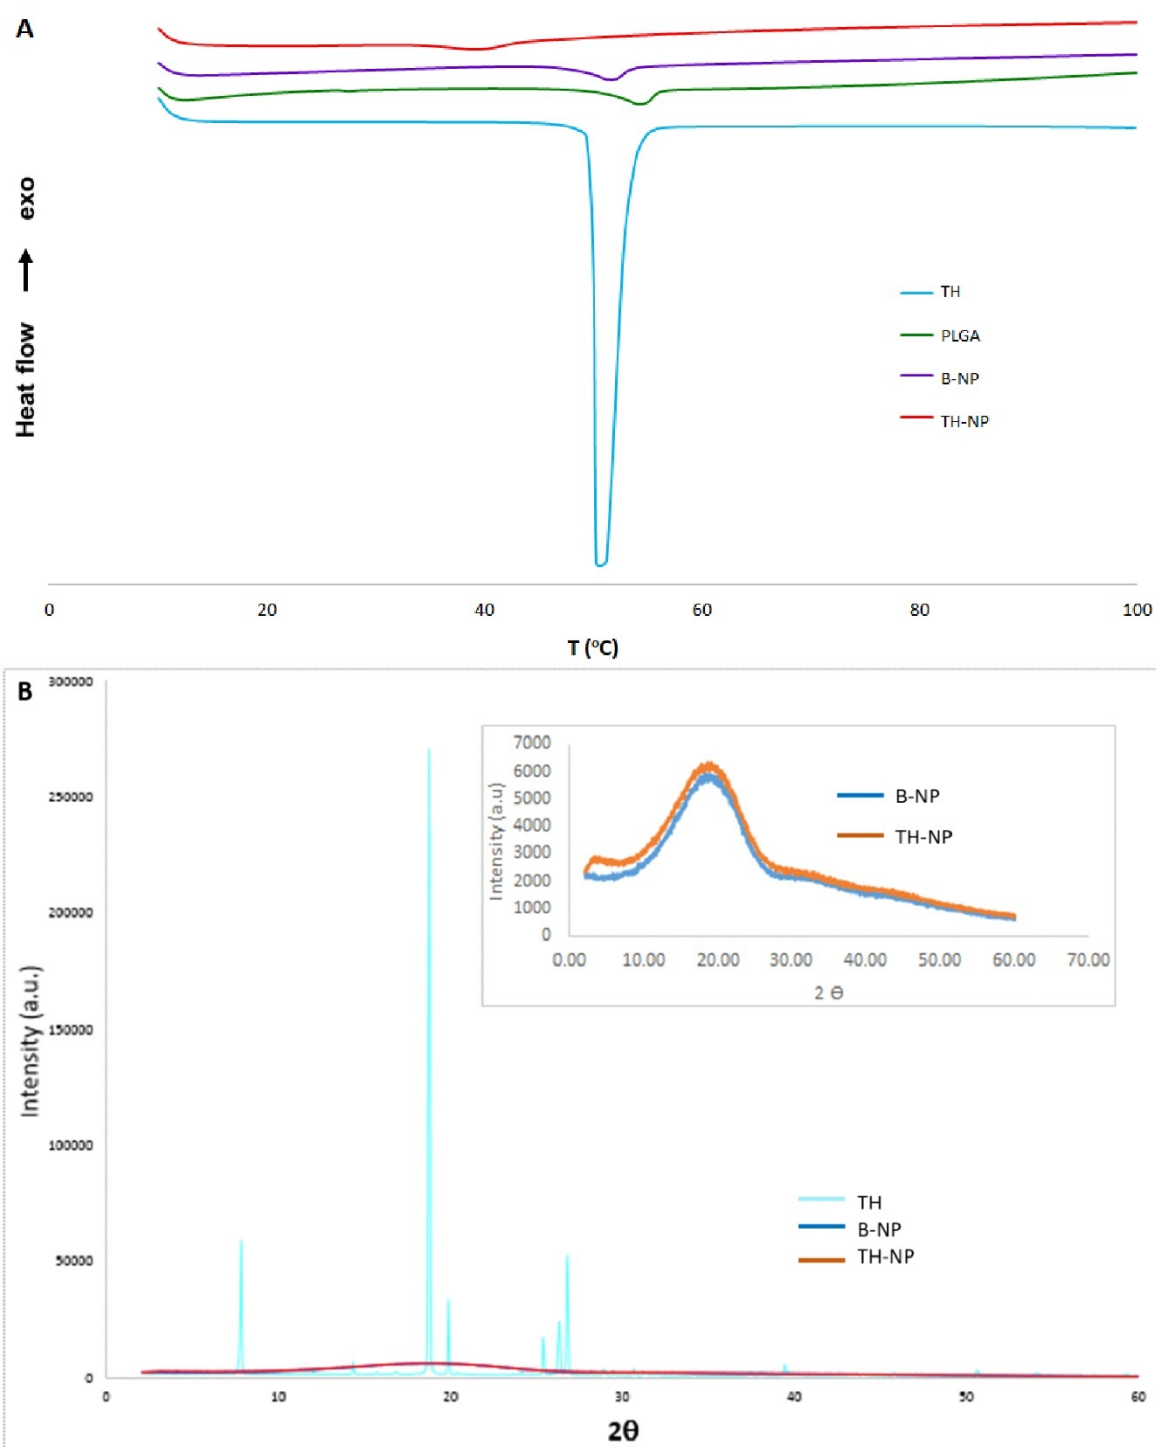 A
exo
Heat flow
TH
PLGA
B-NP
TH-NP
0 20 40 60 80 100
T (°C)
B
300000
250000
200000
150000
100000
50000
0
Intensity (a.u.)
7000
6000
5000
4000
3000
2000
1000
0
Intensity (a.u)
B-NP
TH-NP
0.00 10.00 20.00 30.00 40.00 50.00 60.00 70.00
2 Θ
TH
B-NP
TH-NP
0 10 20 30 40 50 60
2θ